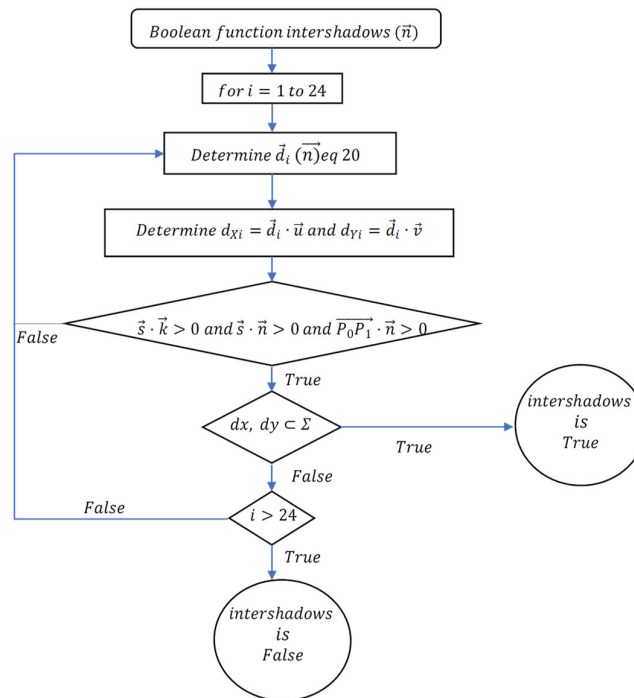 Boolean function intershadows (n⃗)
for i = 1 to 24
Determine d⃗ᵢ (n⃗)eq 20
Determine d_Xi = d⃗ᵢ · u⃗ and d_Yi = d⃗ᵢ · v⃗
s⃗ · k⃗ > 0 and s⃗ · n⃗ > 0 and P₀P₁⃗ · n⃗ > 0
False
True
dx, dy ⊂ Σ
True
intershadows
is
True
False
i > 24
False
True
intershadows
is
False